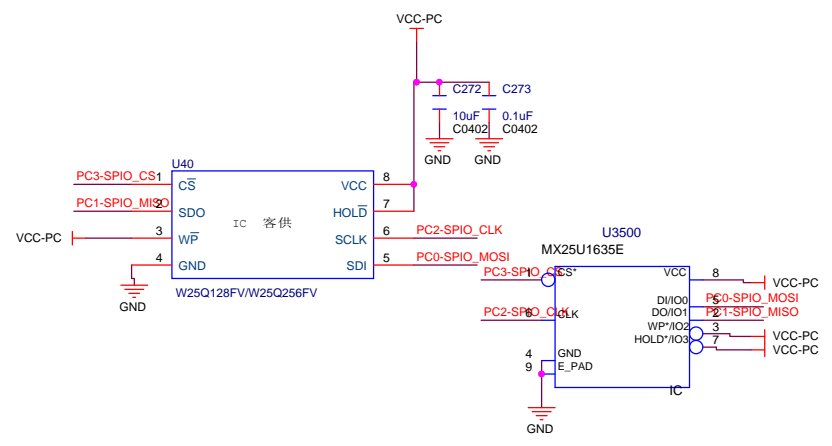 VCC-PC
C272 C273
10uF 0.1uF
C0402 C0402
GND GND
U40
PC3-SPIO_CS 1 CS VCC 8
PC1-SPIO_MISO 2 SDO HOLD 7
IC 客供
VCC-PC 3 WP SCLK 6 PC2-SPIO_CLK
4 GND SDI 5 PC0-SPIO_MOSI
GND
W25Q128FV/W25Q256FV
U3500
MX25U1635E
PC3-SPIO_CS 1 CS* VCC 8 VCC-PC
DI/IO0 5 PC0-SPIO_MOSI
PC2-SPIO_CLK 6 CLK DO/IO1 2 PC1-SPIO_MISO
WP*/IO2 3 VCC-PC
HOLD*/IO3 7 VCC-PC
4 GND
9 E_PAD
IC
GND